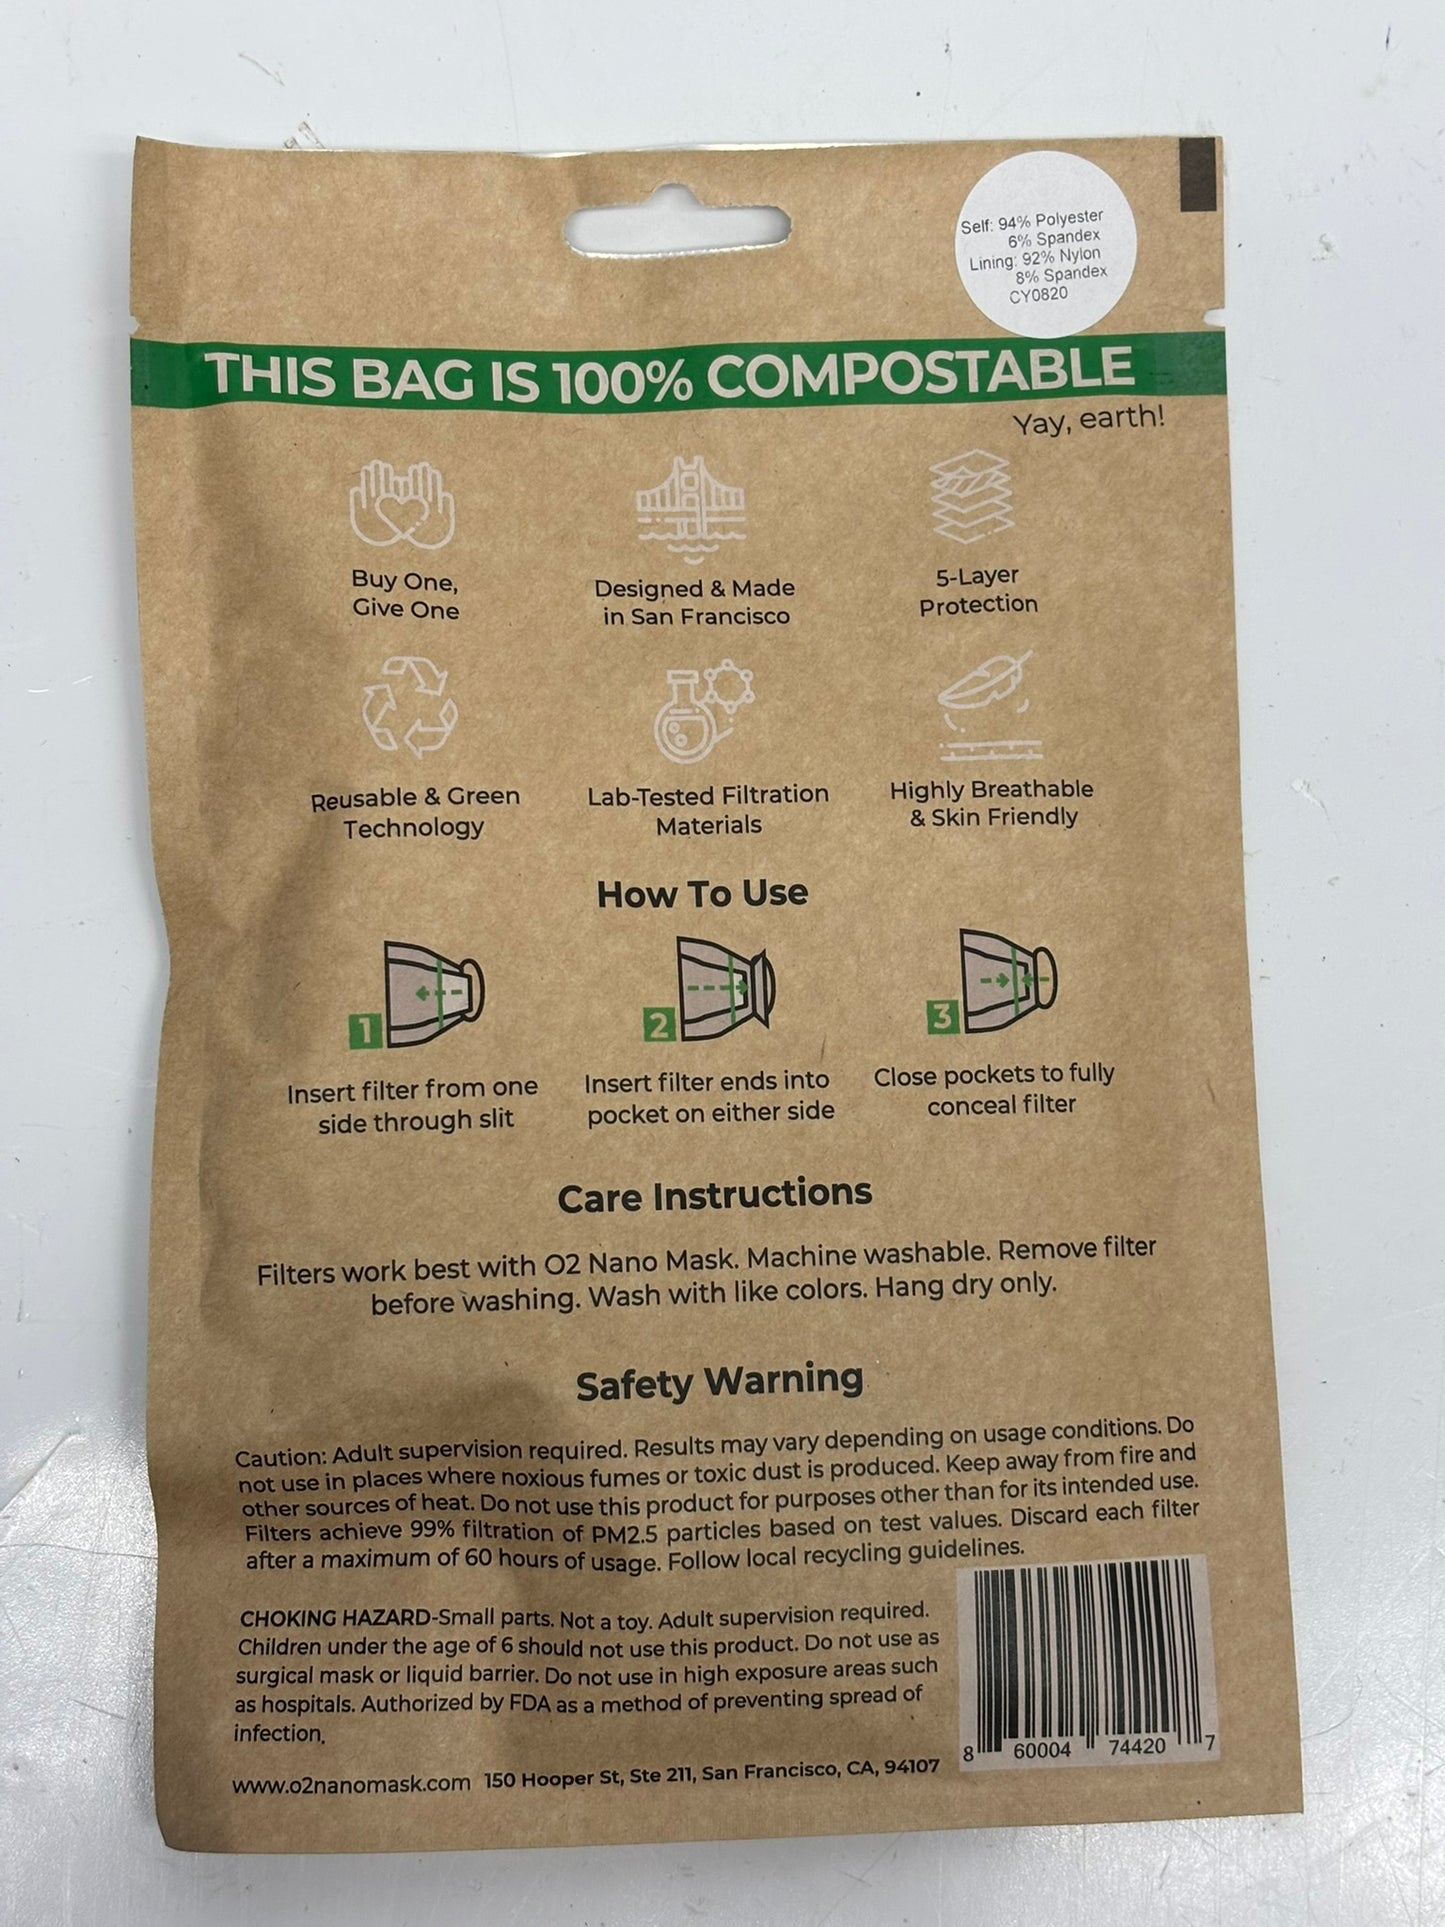 Self: 94% Polyester
6% Spandex
Lining: 92% Nylon
8% Spandex
CY0820
THIS BAG IS 100% COMPOSTABLE
Yay, earth!
Buy One,
Give One
Designed & Made
in San Francisco
5-Layer
Protection
Reusable & Green
Technology
Lab-Tested Filtration
Materials
Highly Breathable
& Skin Friendly
How To Use
1
Insert filter from one
side through slit
2
Insert filter ends into
pocket on either side
3
Close pockets to fully
conceal filter
Care Instructions
Filters work best with O2 Nano Mask. Machine washable. Remove filter
before washing. Wash with like colors. Hang dry only.
Safety Warning
Caution: Adult supervision required. Results may vary depending on usage conditions. Do
not use in places where noxious fumes or toxic dust is produced. Keep away from fire and
other sources of heat. Do not use this product for purposes other than for its intended use.
Filters achieve 99% filtration of PM2.5 particles based on test values. Discard each filter
after a maximum of 60 hours of usage. Follow local recycling guidelines.
CHOKING HAZARD-Small parts. Not a toy. Adult supervision required.
Children under the age of 6 should not use this product. Do not use as
surgical mask or liquid barrier. Do not use in high exposure areas such
as hospitals. Authorized by FDA as a method of preventing spread of
infection.
www.o2nanomask.com 150 Hooper St, Ste 211, San Francisco, CA, 94107
8 60004 74420 7